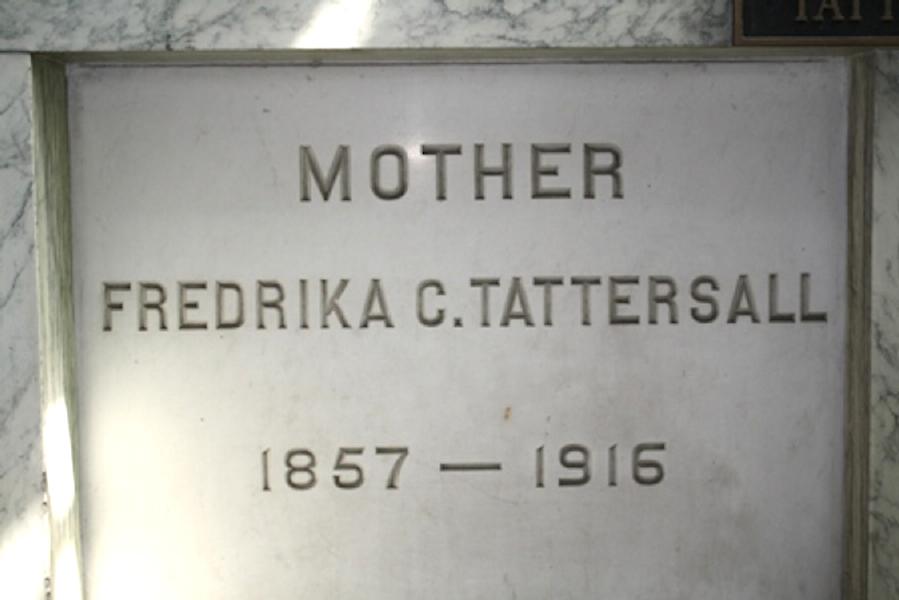 MOTHER
FREDRIKA C. TATTERSALL
1857 — 1916